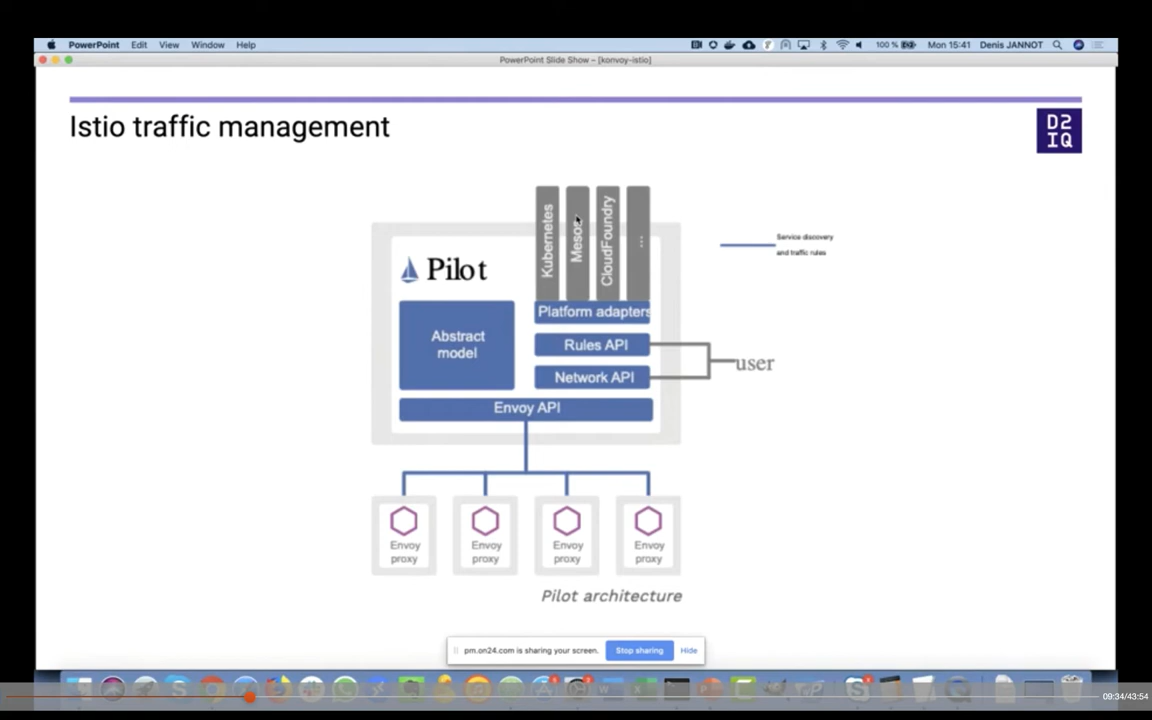 PowerPoint Edit View Window Help
100 % Mon 15:41 Denis JANNOT
PowerPoint Slide Show – [konvoy-istio]
Istio traffic management
D2
IQ
Kubernetes
Mesos
CloudFoundry
...
Service discovery
and traffic rules
Pilot
Platform adapters
Abstract
model
Rules API
Network API
user
Envoy API
Envoy
proxy
Envoy
proxy
Envoy
proxy
Envoy
proxy
Pilot architecture
pm.on24.com is sharing your screen. Stop sharing Hide
09:34/43:54